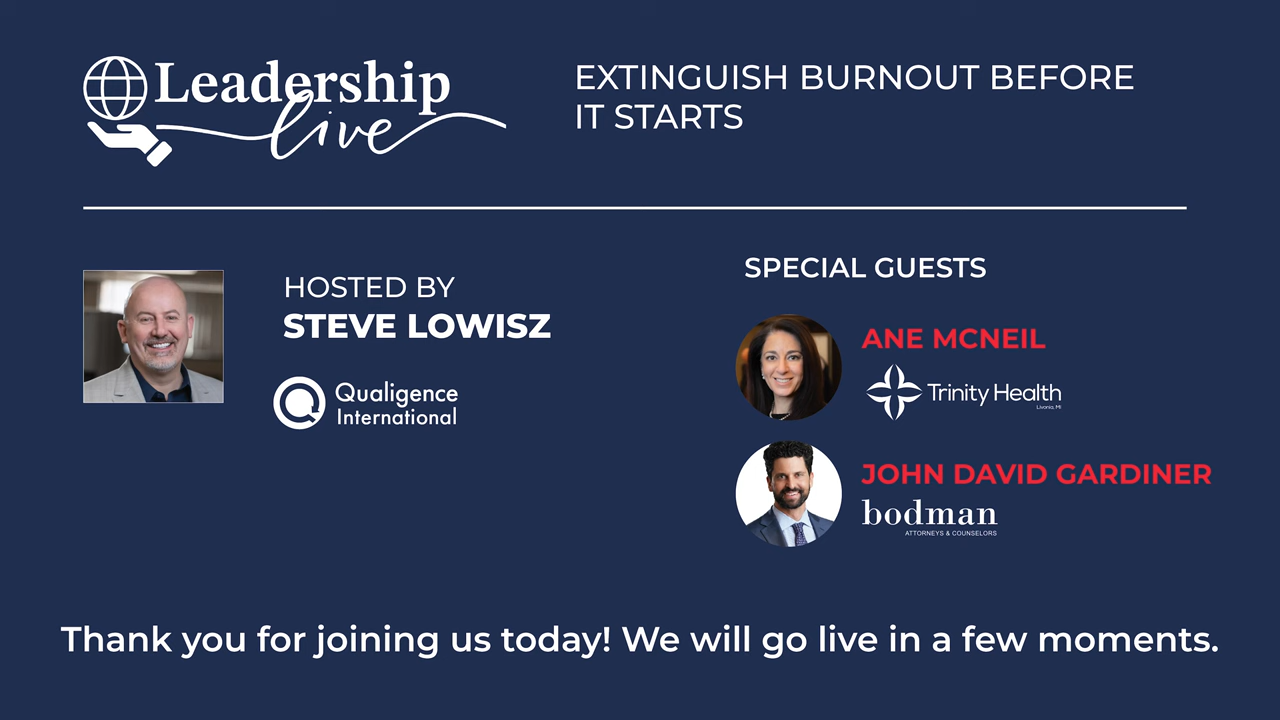 Leadership
live
EXTINGUISH BURNOUT BEFORE
IT STARTS
HOSTED BY
STEVE LOWISZ
Qualigence
International
SPECIAL GUESTS
ANE MCNEIL
Trinity Health
Livonia, MI
JOHN DAVID GARDINER
bodman
ATTORNEYS & COUNSELORS
Thank you for joining us today! We will go live in a few moments.